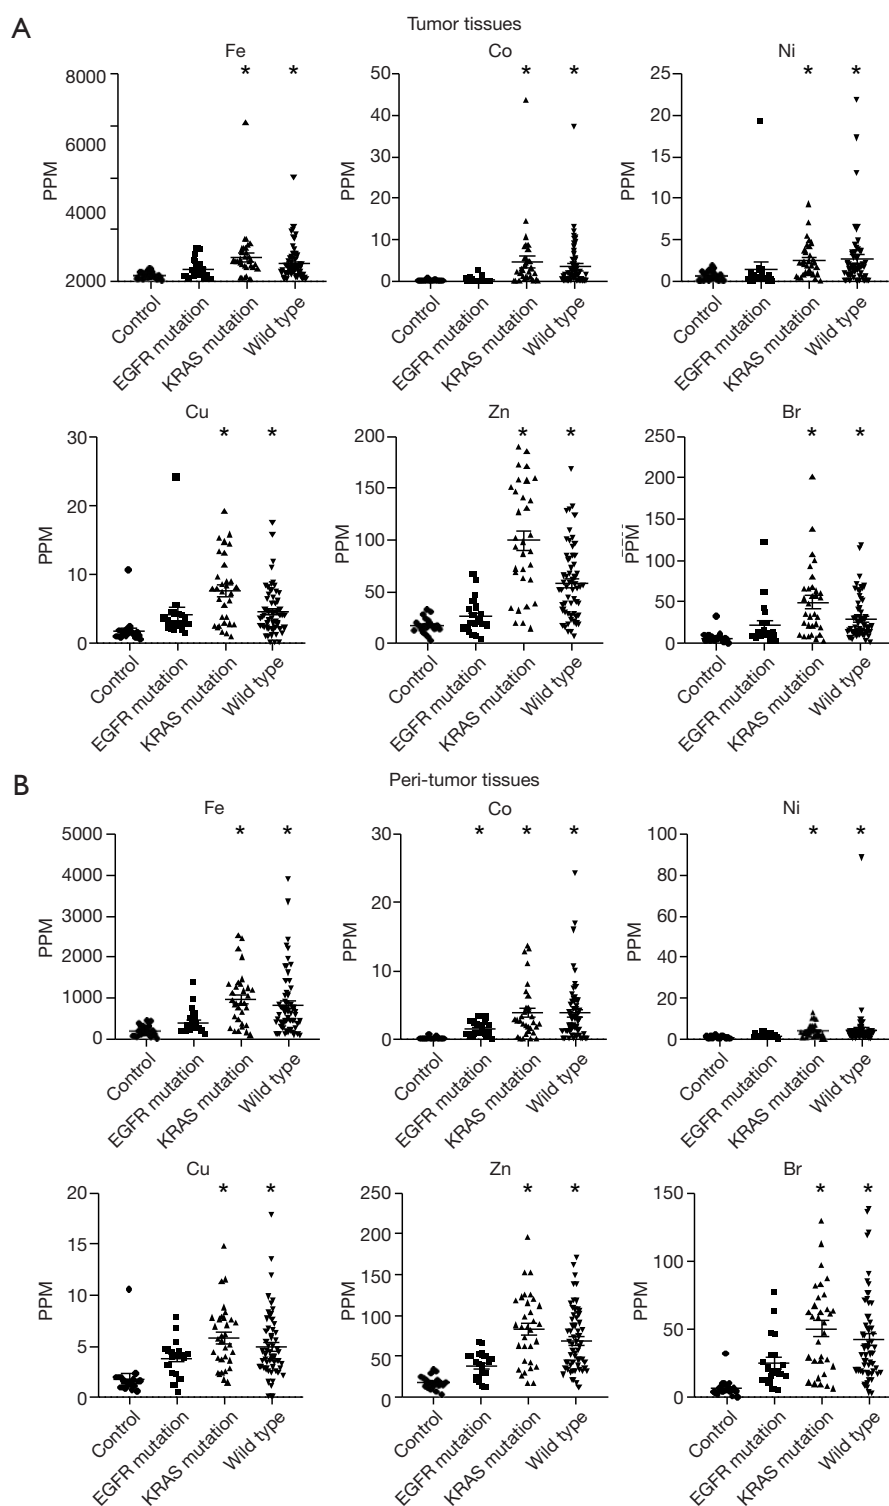 A
Tumor tissues
Fe
* *
8000
6000
4000
2000
PPM
Control
EGFR mutation
KRAS mutation
Wild type
Co
* *
50
40
30
20
10
0
PPM
Control
EGFR mutation
KRAS mutation
Wild type
Ni
* *
25
20
15
10
5
0
PPM
Control
EGFR mutation
KRAS mutation
Wild type
Cu
* *
30
20
10
0
PPM
Control
EGFR mutation
KRAS mutation
Wild type
Zn
* *
200
150
100
50
0
PPM
Control
EGFR mutation
KRAS mutation
Wild type
Br
* *
250
200
150
100
50
0
PPM
Control
EGFR mutation
KRAS mutation
Wild type
B
Peri-tumor tissues
Fe
* *
5000
4000
3000
2000
1000
0
PPM
Control
EGFR mutation
KRAS mutation
Wild type
Co
* * *
30
20
10
0
PPM
Control
EGFR mutation
KRAS mutation
Wild type
Ni
* *
100
80
60
40
20
0
PPM
Control
EGFR mutation
KRAS mutation
Wild type
Cu
* *
20
15
10
5
0
PPM
Control
EGFR mutation
KRAS mutation
Wild type
Zn
* *
250
200
150
100
50
0
PPM
Control
EGFR mutation
KRAS mutation
Wild type
Br
* *
150
100
50
0
PPM
Control
EGFR mutation
KRAS mutation
Wild type